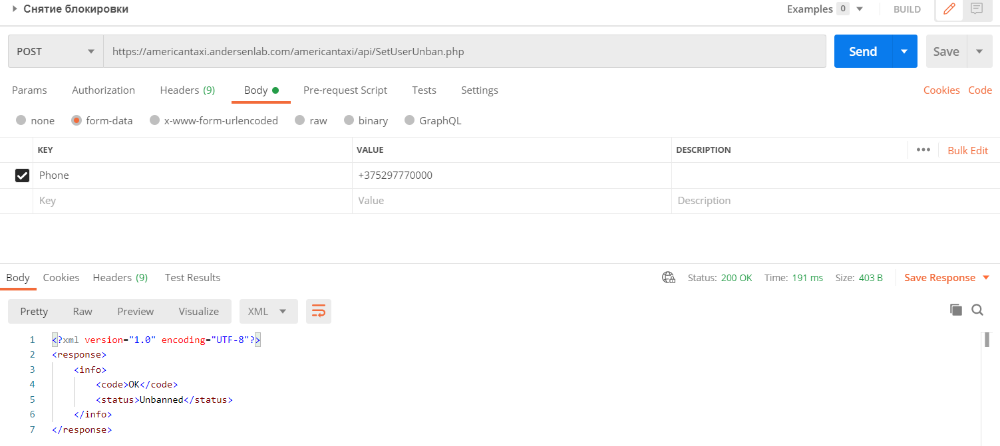 Снятие блокировки Examples 0 BUILD
POST https://americantaxi.andersenlab.com/americantaxi/api/SetUserUnban.php Send Save
Params Authorization Headers (9) Body Pre-request Script Tests Settings Cookies Code
none form-data x-www-form-urlencoded raw binary GraphQL
KEY VALUE DESCRIPTION ••• Bulk Edit
Phone +375297770000
Key Value Description
Body Cookies Headers (9) Test Results Status: 200 OK Time: 191 ms Size: 403 B Save Response
Pretty Raw Preview Visualize XML
1 <?xml version="1.0" encoding="UTF-8"?>
2 <response>
3 <info>
4 <code>OK</code>
5 <status>Unbanned</status>
6 </info>
7 </response>